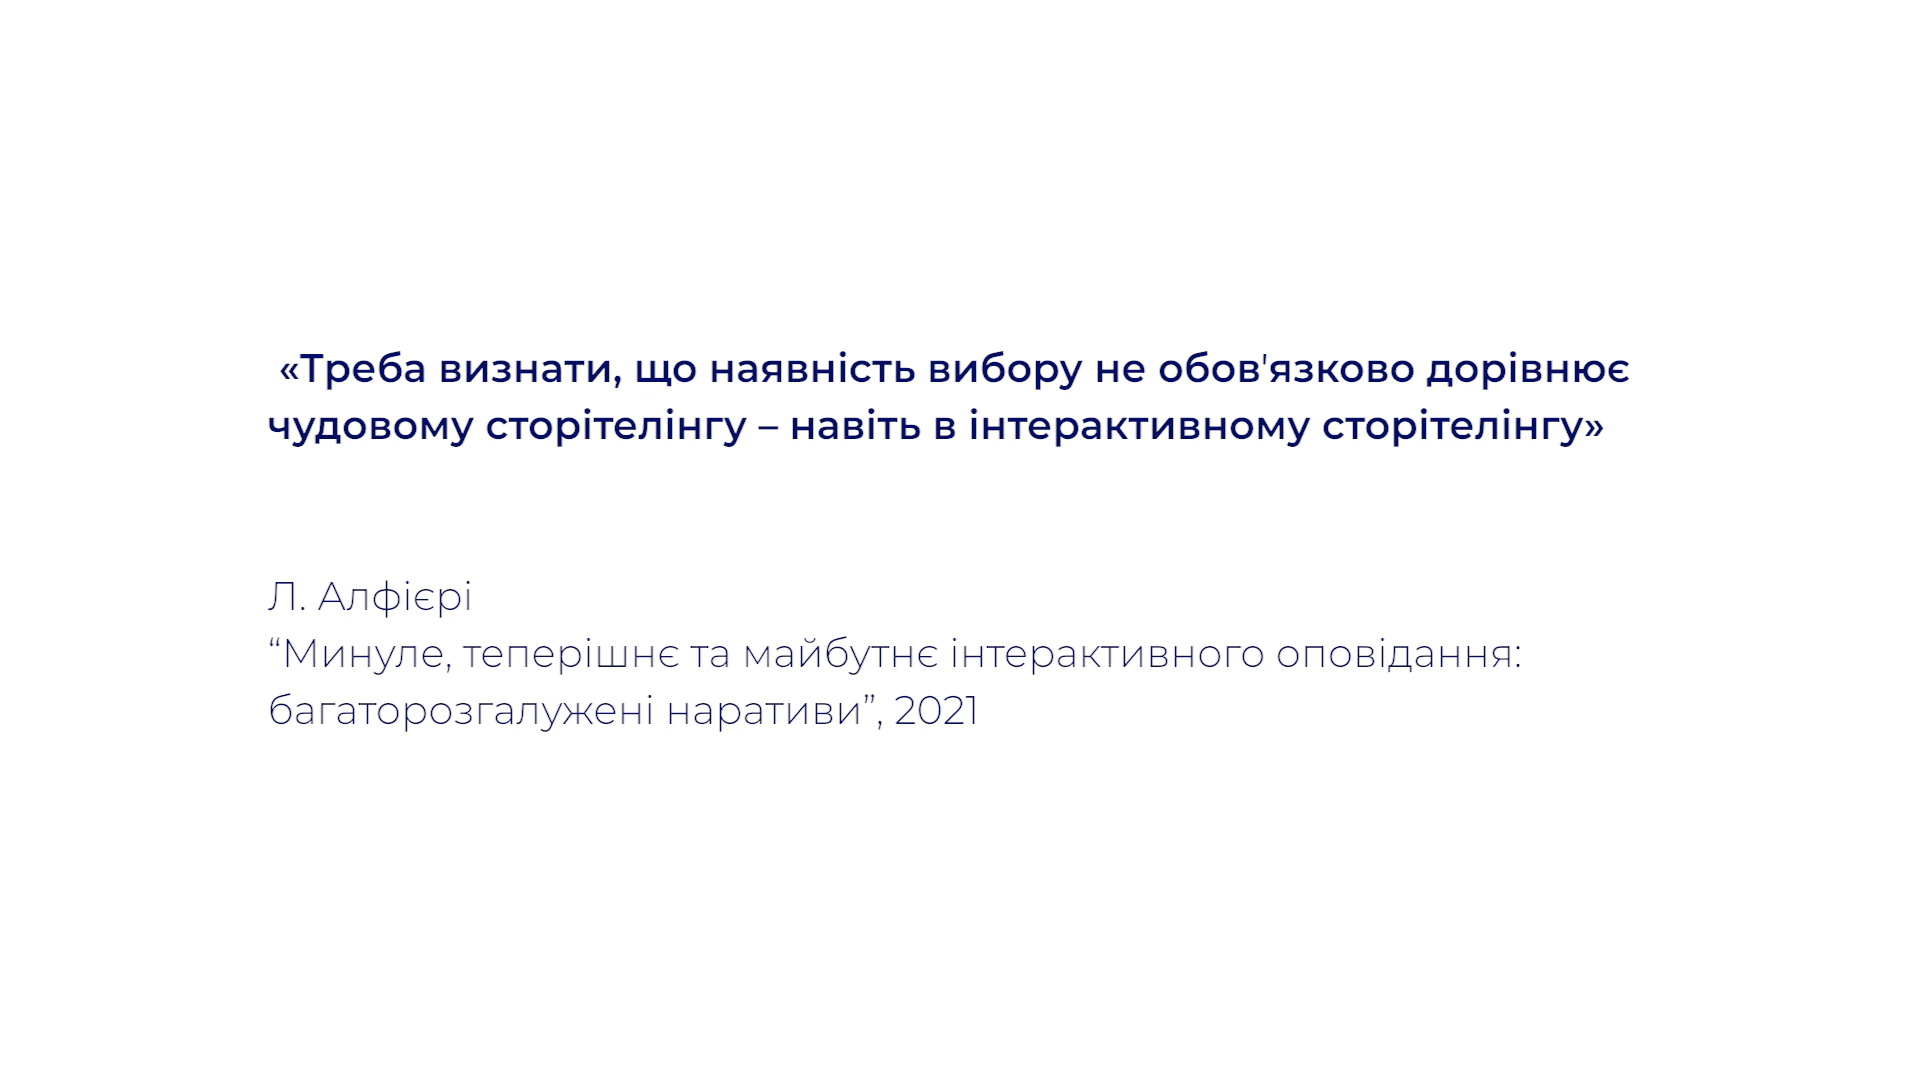 «Треба визнати, що наявність вибору не обов'язково дорівнює
чудовому сторітелінгу – навіть в інтерактивному сторітелінгу»
Л. Алфієрі
“Минуле, теперішнє та майбутнє інтерактивного оповідання:
багаторозгалужені наративи”, 2021